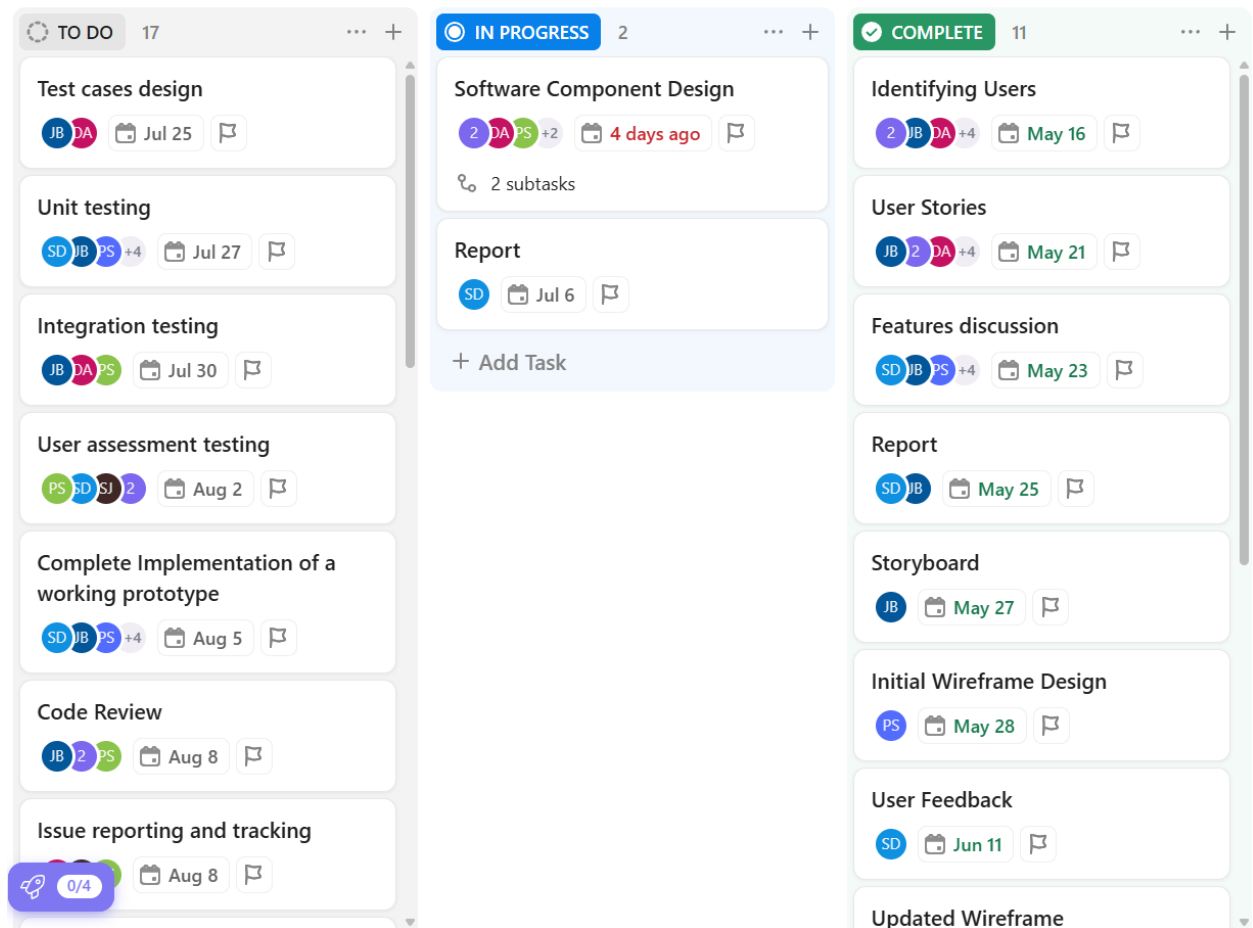 TO DO 17
Test cases design
JB DA Jul 25
Unit testing
SD JB PS +4 Jul 27
Integration testing
JB DA PS Jul 30
User assessment testing
PS SD SJ 2 Aug 2
Complete Implementation of a
working prototype
SD JB PS +4 Aug 5
Code Review
JB 2 PS Aug 8
Issue reporting and tracking
Aug 8
0/4
IN PROGRESS 2
Software Component Design
2 DA PS +2 4 days ago
2 subtasks
Report
SD Jul 6
+ Add Task
COMPLETE 11
Identifying Users
2 JB DA +4 May 16
User Stories
JB 2 DA +4 May 21
Features discussion
SD JB PS +4 May 23
Report
SD JB May 25
Storyboard
JB May 27
Initial Wireframe Design
PS May 28
User Feedback
SD Jun 11
Updated Wireframe